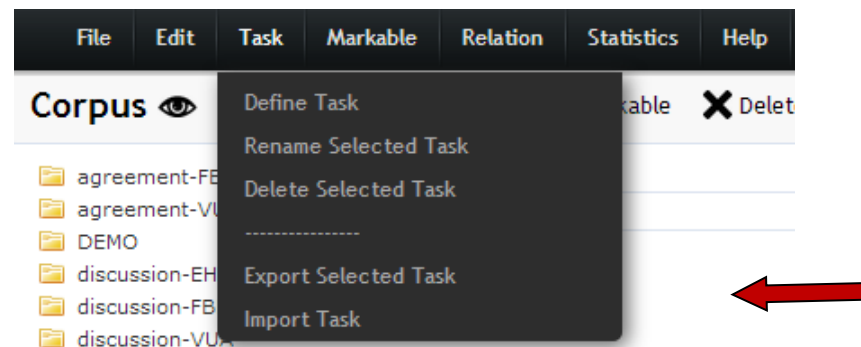 File Edit Task Markable Relation Statistics Help
Corpus
Define Task
Rename Selected Task
Delete Selected Task
----------------
Export Selected Task
Import Task
DEMO